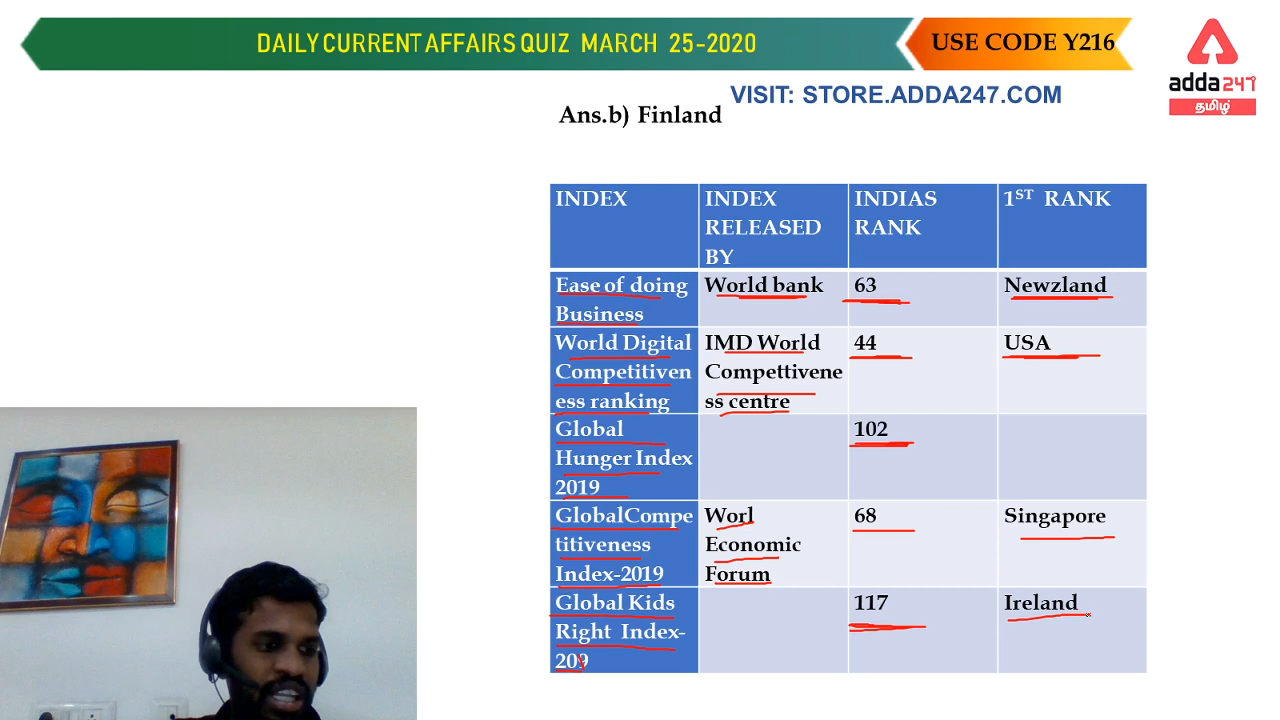 DAILY CURRENT AFFAIRS QUIZ MARCH 25-2020
USE CODE Y216
adda247
தமிழ்
VISIT: STORE.ADDA247.COM
Ans.b) Finland
INDEX
INDEX
RELEASED
BY
INDIAS
RANK
1ST RANK
Ease of doing
Business
World bank
63
Newzland
World Digital
Competitiven
ess ranking
IMD World
Compettivene
ss centre
44
USA
Global
Hunger Index
2019
102
GlobalCompe
titiveness
Index-2019
Worl
Economic
Forum
68
Singapore
Global Kids
Right Index-
209
117
Ireland